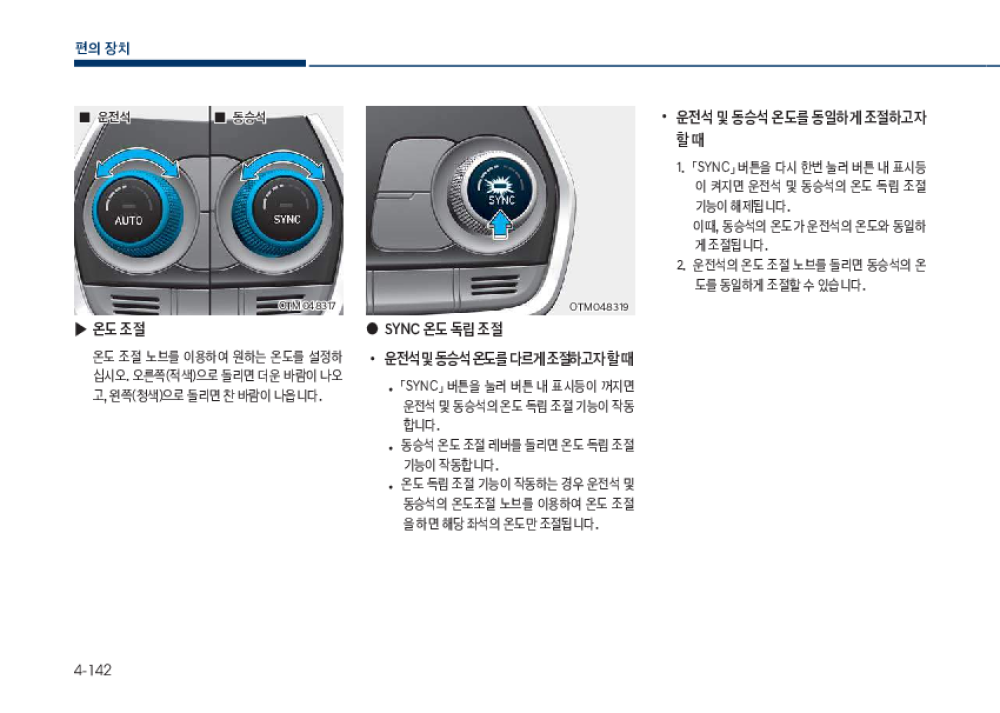 편의 장치
■ 운전석
■ 동승석
AUTO
SYNC
OTM048317
▶ 온도 조절
온도 조절 노브를 이용하여 원하는 온도를 설정하
십시오. 오른쪽(적색)으로 돌리면 더운 바람이 나오
고, 왼쪽(청색)으로 돌리면 찬 바람이 나옵니다.
SYNC
OTM048319
● SYNC 온도 독립 조절
• 운전석 및 동승석 온도를 다르게 조절하고자 할 때
• 「SYNC」 버튼을 눌러 버튼 내 표시등이 꺼지면
운전석 및 동승석의 온도 독립 조절 기능이 작동
합니다.
• 동승석 온도 조절 레버를 돌리면 온도 독립 조절
기능이 작동합니다.
• 온도 독립 조절 기능이 작동하는 경우 운전석 및
동승석의 온도조절 노브를 이용하여 온도 조절
을 하면 해당 좌석의 온도만 조절됩니다.
• 운전석 및 동승석 온도를 동일하게 조절하고자
할 때
1. 「SYNC」 버튼을 다시 한번 눌러 버튼 내 표시등
이 켜지면 운전석 및 동승석의 온도 독립 조절
기능이 해제됩니다.
이때, 동승석의 온도가 운전석의 온도와 동일하
게 조절됩니다.
2. 운전석의 온도 조절 노브를 돌리면 동승석의 온
도를 동일하게 조절할 수 있습니다.
4-142